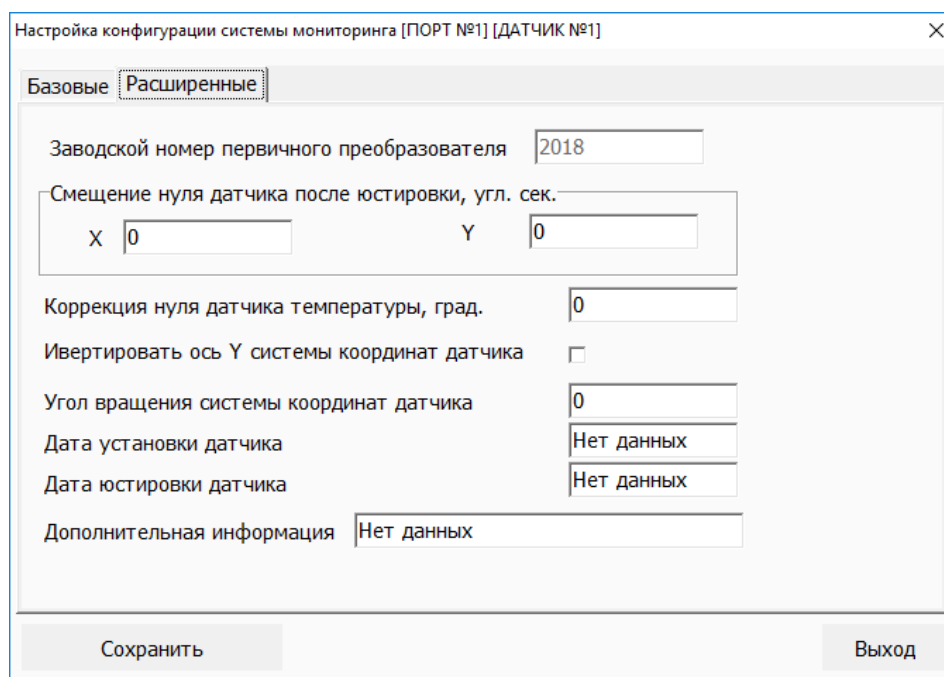 Настройка конфигурации системы мониторинга [ПОРТ №1] [ДАТЧИК №1]
Базовые Расширенные
Заводской номер первичного преобразователя 2018
Смещение нуля датчика после юстировки, угл. сек.
X 0 Y 0
Коррекция нуля датчика температуры, град. 0
Ивертировать ось Y системы координат датчика
Угол вращения системы координат датчика 0
Дата установки датчика Нет данных
Дата юстировки датчика Нет данных
Дополнительная информация Нет данных
Сохранить Выход